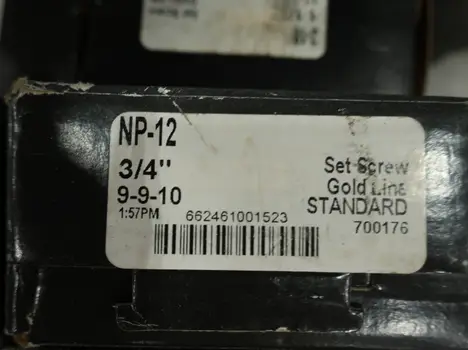 NP-12
3/4"
9-9-10
1:57PM
662461001523
Set Screw
Gold Line
STANDARD
700176